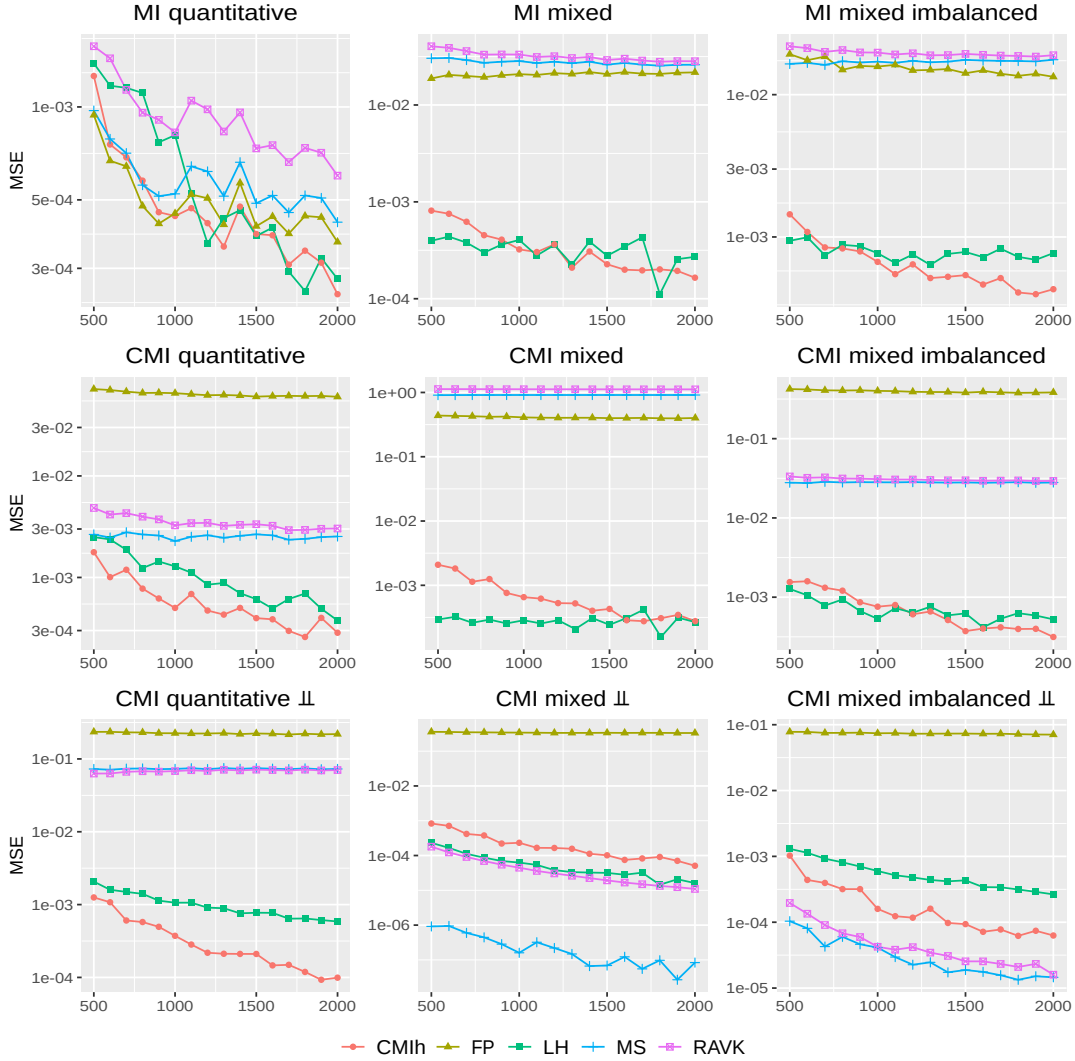 MI quantitative MI mixed MI mixed imbalanced
MSE
1e-03
5e-04
3e-04
1e-02
1e-03
1e-04
1e-02
3e-03
1e-03
500 1000 1500 2000 500 1000 1500 2000 500 1000 1500 2000
CMI quantitative CMI mixed CMI mixed imbalanced
MSE
3e-02
1e-02
3e-03
1e-03
3e-04
1e+00
1e-01
1e-02
1e-03
1e-01
1e-02
1e-03
500 1000 1500 2000 500 1000 1500 2000 500 1000 1500 2000
CMI quantitative ⫫ CMI mixed ⫫ CMI mixed imbalanced ⫫
MSE
1e-01
1e-02
1e-03
1e-04
1e-02
1e-04
1e-06
1e-01
1e-02
1e-03
1e-04
1e-05
500 1000 1500 2000 500 1000 1500 2000 500 1000 1500 2000
CMIh FP LH MS RAVK